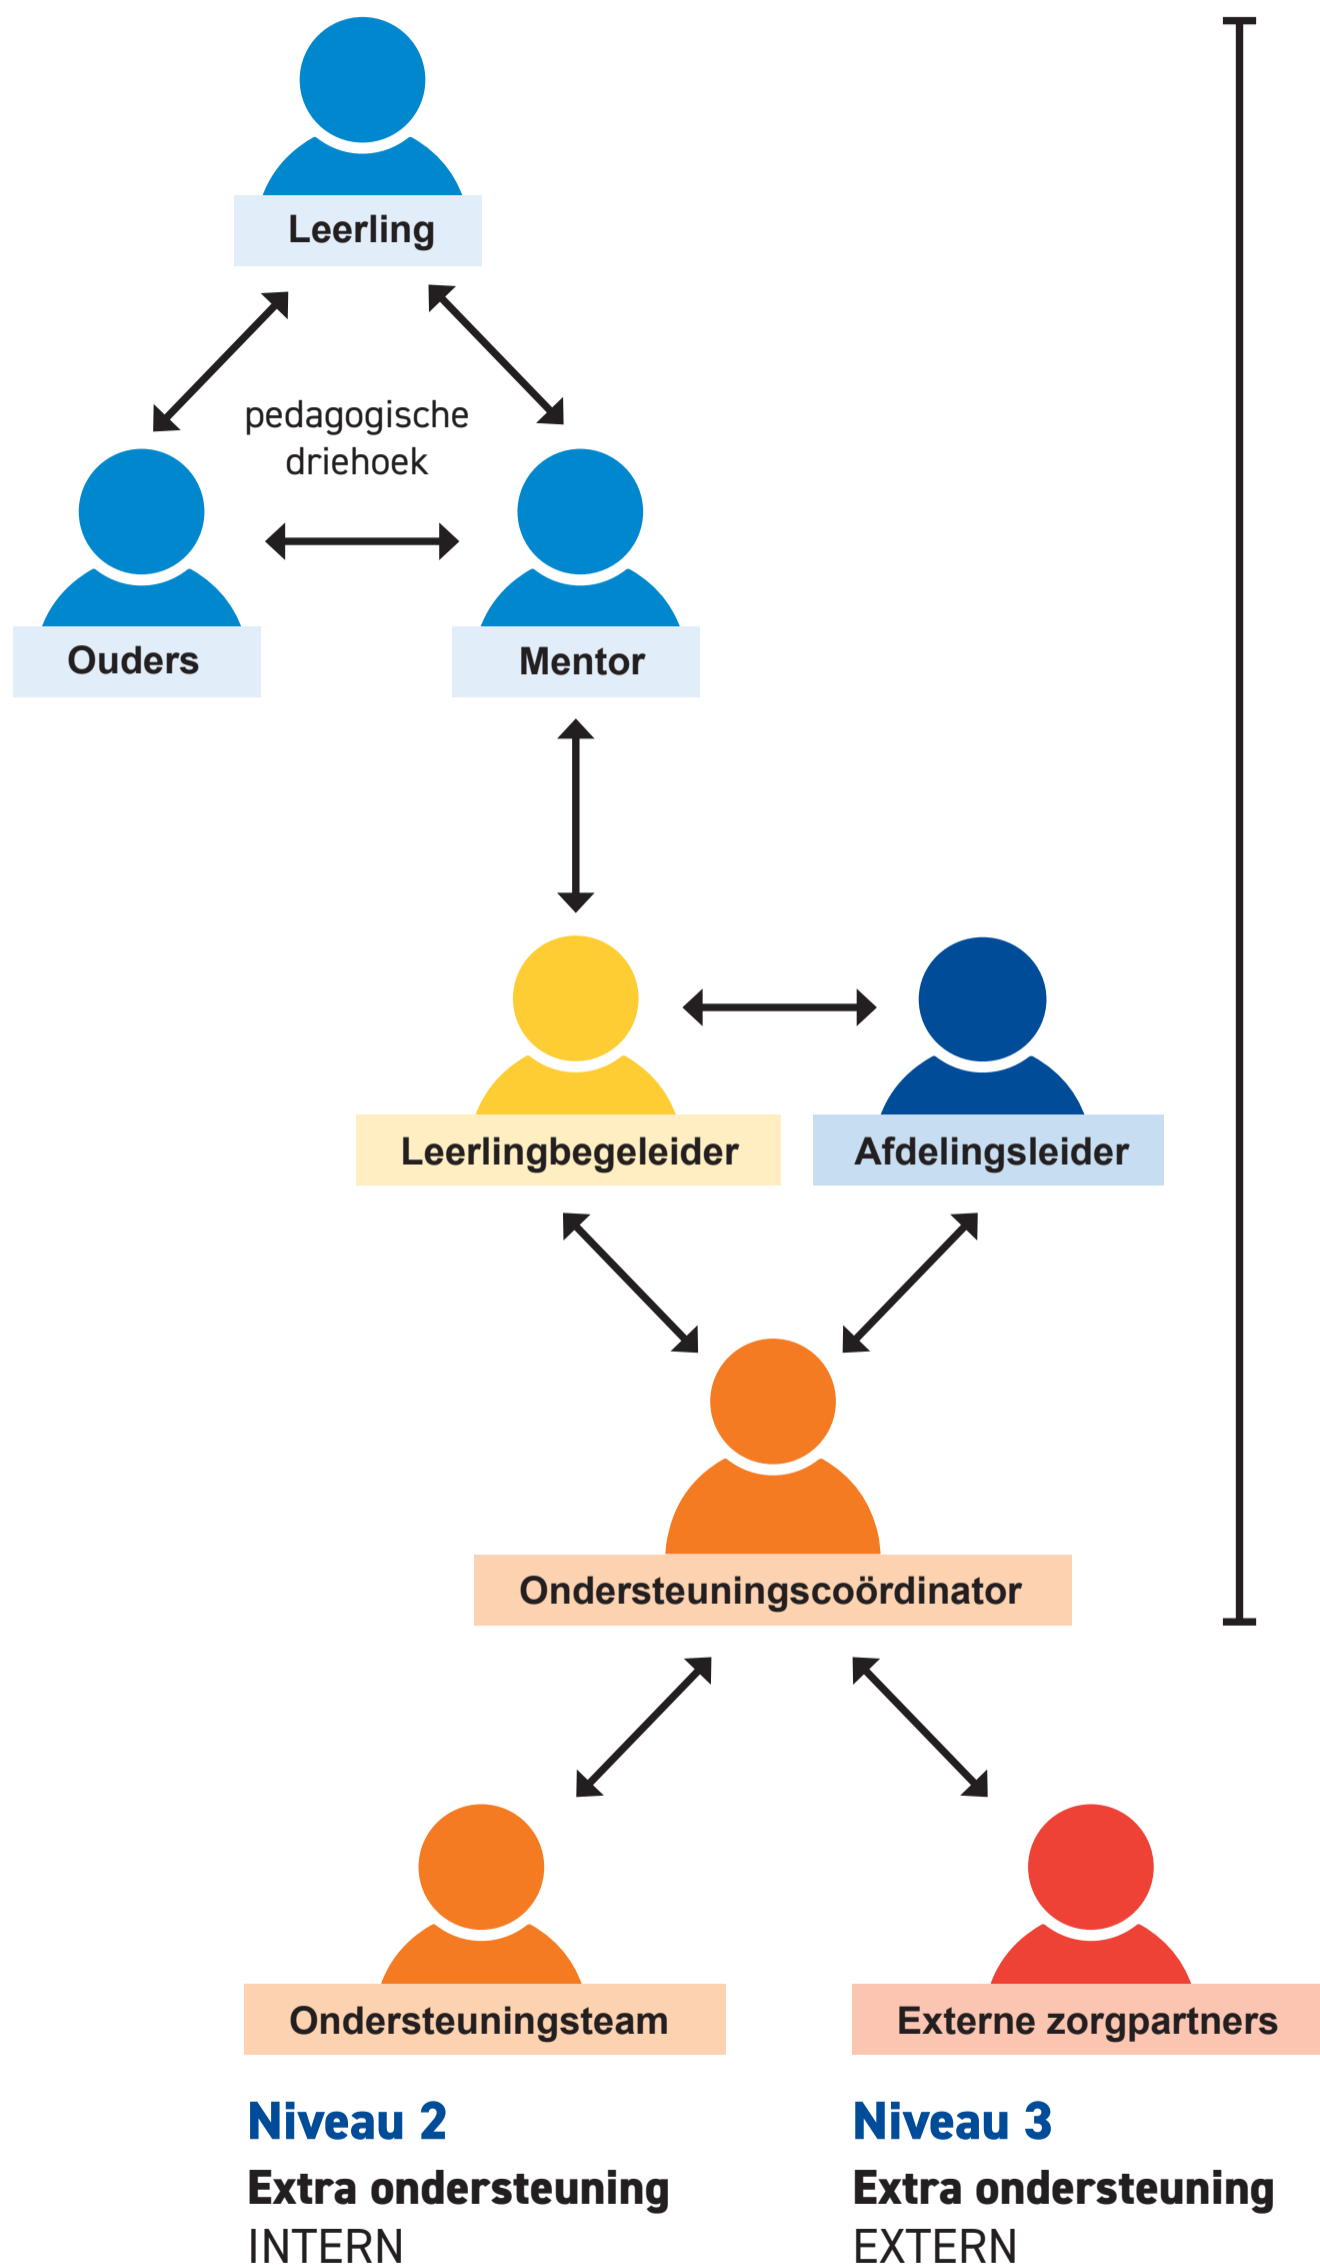 Leerling
pedagogische
driehoek
Ouders
Mentor
Leerlingbegeleider
Afdelingsleider
Ondersteuningscoördinator
Ondersteuningsteam
Externe zorgpartners
Niveau 2
Extra ondersteuning
INTERN
Niveau 3
Extra ondersteuning
EXTERN